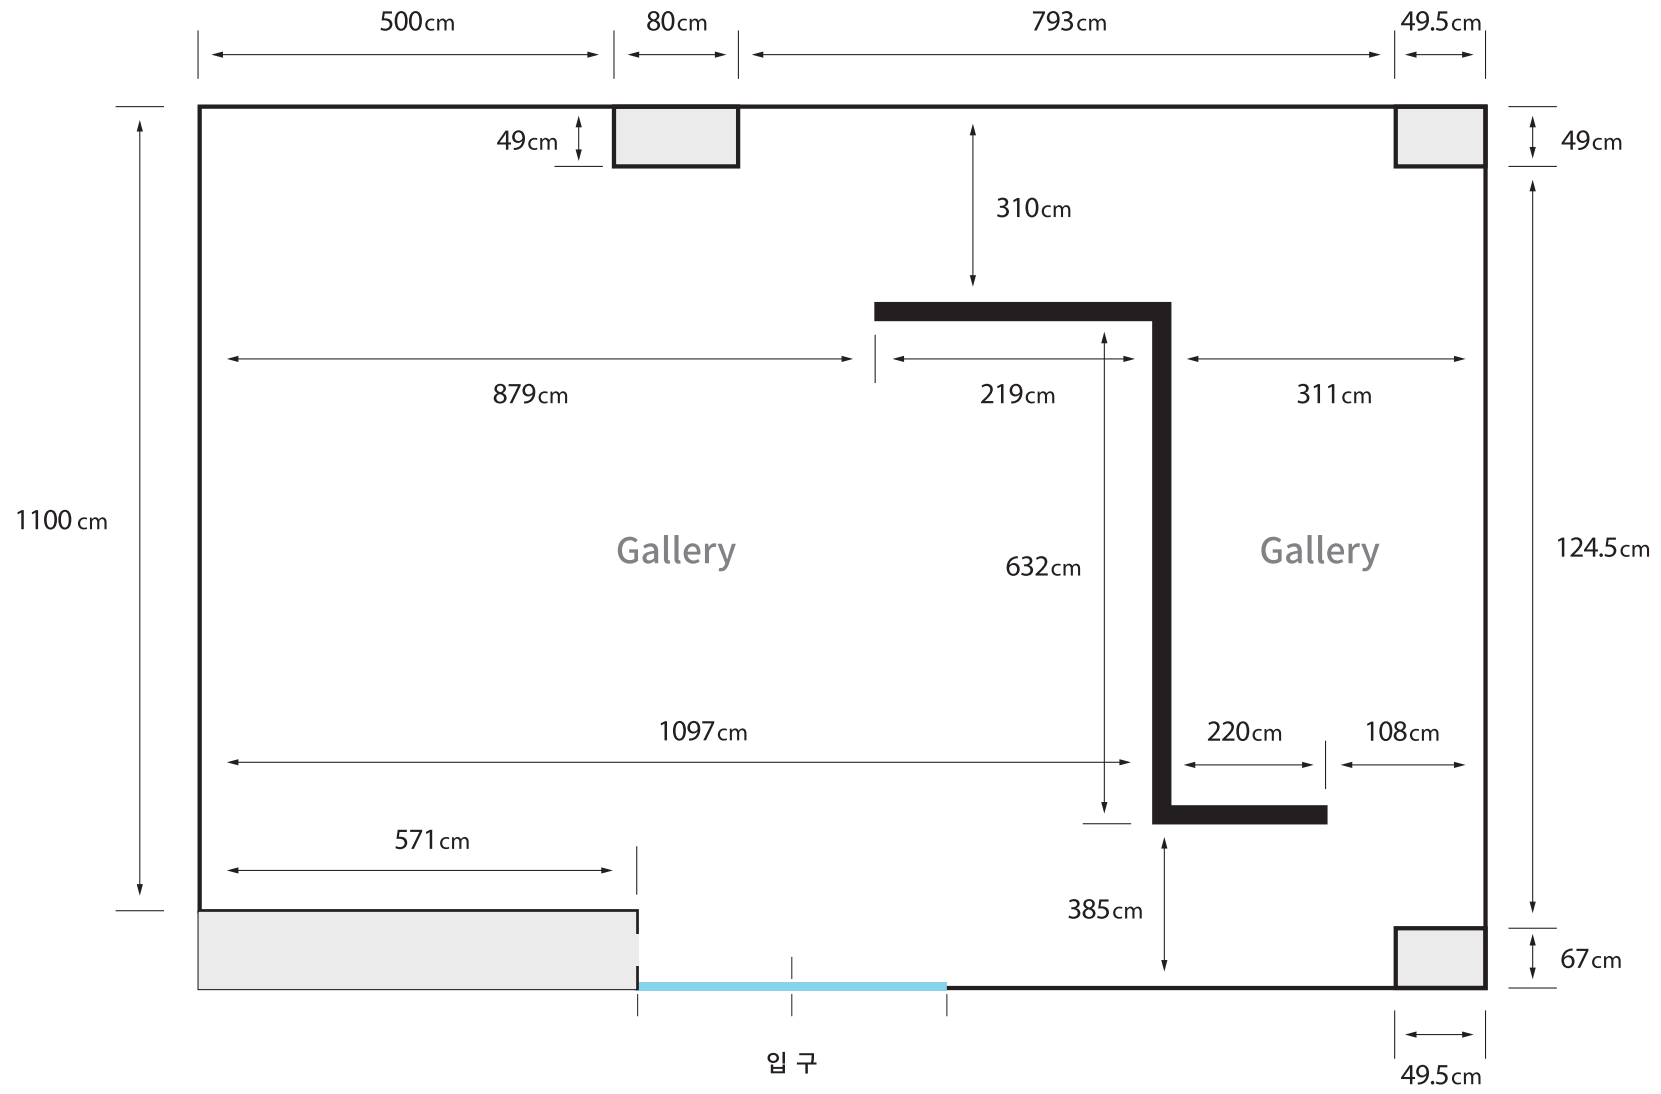 500cm
80cm
793cm
49.5cm
49cm
49cm
310cm
879cm
219cm
311cm
1100 cm
Gallery
Gallery
124.5cm
632cm
1097cm
220cm
108cm
571cm
385cm
67cm
입 구
49.5cm